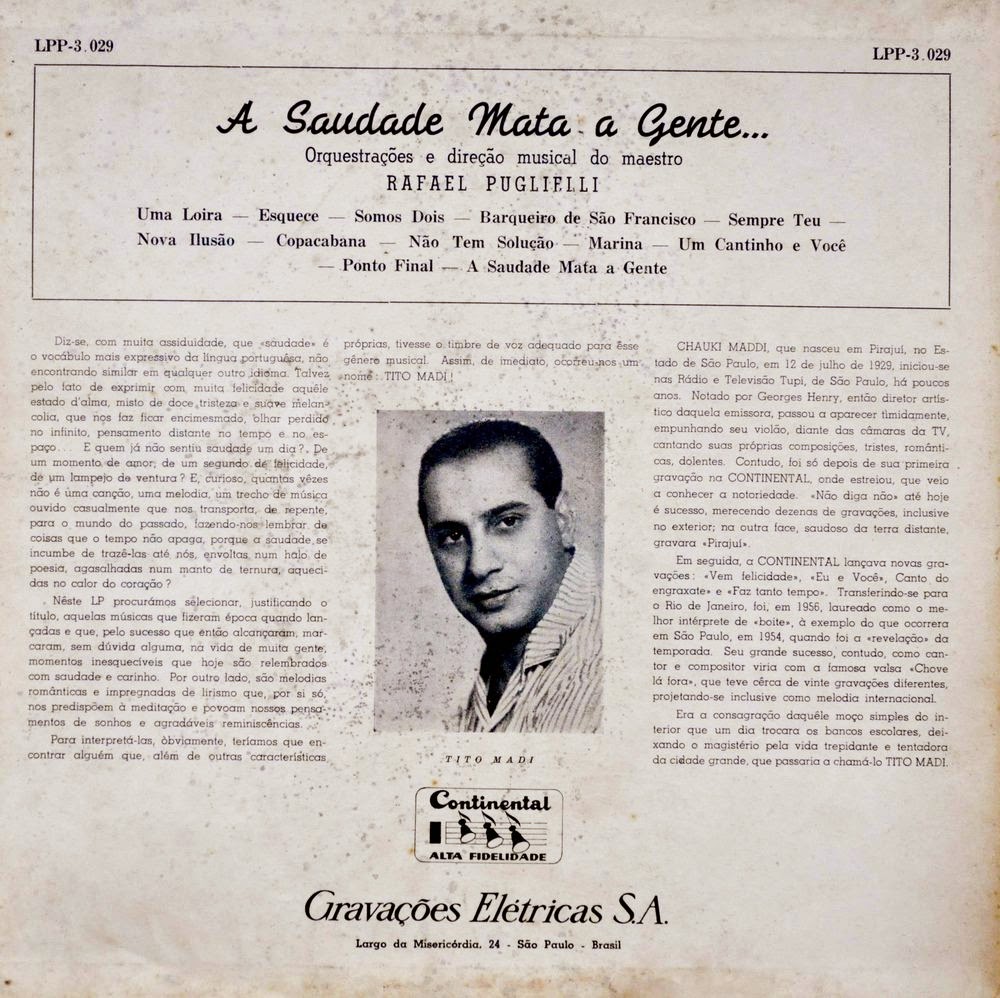 LPP-3.029
LPP-3.029
A Saudade Mata a Gente...
Orquestrações e direção musical do maestro
RAFAEL PUGLIELLI
Uma Loira — Esquece — Somos Dois — Barqueiro de São Francisco — Sempre Teu —
Nova Ilusão — Copacabana — Não Tem Solução — Marina — Um Cantinho e Você
— Ponto Final — A Saudade Mata a Gente
Diz-se, com muita assiduidade, que «saudade» é
o vocábulo mais expressivo da língua portuguêsa, não
encontrando similar em qualquer outro idioma. Talvez
pelo fato de exprimir com muita felicidade aquêle
estado d'alma, misto de doce tristeza e suave melan-
colia, que nos faz ficar encimesmado, olhar perdido
no infinito, pensamento distante no tempo e no es-
paço... E quem já não sentiu saudade um dia? De
um momento de amor; de um segundo de felicidade,
de um lampejo de ventura? E, curioso, quantas vêzes
não é uma canção, uma melodia, um trecho de música
ouvido casualmente que nos transporta, de repente,
para o mundo do passado, fazendo-nos lembrar de
coisas que o tempo não apaga, porque a saudade se
incumbe de trazê-las até nós, envoltas num halo de
poesia, agasalhadas num manto de ternura, aqueci-
das no calor do coração?
Nêste LP procurámos selecionar, justificando o
título, aquelas músicas que fizeram época quando lan-
çadas e que, pelo sucesso que então alcançaram, mar-
caram, sem dúvida alguma, na vida de muita gente,
momentos inesquecíveis que hoje são relembrados
com saudade e carinho. Por outro lado, são melodias
românticas e impregnadas de lirismo que, por si só,
nos predispõem à meditação e povoam nossos pensa-
mentos de sonhos e agradáveis reminiscências.
Para interpretá-las, òbviamente, teríamos que en-
contrar alguém que, além de outras características
próprias, tivesse o timbre de voz adequado para êsse
gênero musical. Assim, de imediato, ocorreu-nos um
nome: TITO MADI!
TITO MADI
CHAUKI MADDI, que nasceu em Pirajuí, no Es-
tado de São Paulo, em 12 de julho de 1929, iniciou-se
nas Rádio e Televisão Tupi, de São Paulo, há poucos
anos. Notado por Georges Henry, então diretor artís-
tico daquela emissora, passou a aparecer tìmidamente,
empunhando seu violão, diante das câmaras da TV,
cantando suas próprias composições, tristes, românti-
cas, dolentes. Contudo, foi só depois de sua primeira
gravação na CONTINENTAL, onde estreiou, que veio
a conhecer a notoriedade. «Não diga não» até hoje
é sucesso, merecendo dezenas de gravações, inclusive
no exterior; na outra face, saudoso da terra distante,
gravara «Pirajuí».
Em seguida, a CONTINENTAL lançava novas gra-
vações: «Vem felicidade», «Eu e Você», Canto do
engraxate» e «Faz tanto tempo». Transferindo-se para
o Rio de Janeiro, foi, em 1956, laureado como o me-
lhor intérprete de «boite», à exemplo do que ocorrera
em São Paulo, em 1954, quando foi a «revelação» da
temporada. Seu grande sucesso, contudo, como can-
tor e compositor viria com a famosa valsa «Chove
lá fora», que teve cêrca de vinte gravações diferentes,
projetando-se inclusive como melodia internacional.
Era a consagração daquêle moço simples do in-
terior que um dia trocara os bancos escolares, dei-
xando o magistério pela vida trepidante e tentadora
da cidade grande, que passaria a chamá-lo TITO MADI.
Continental
ALTA FIDELIDADE
Gravações Elétricas S.A.
Largo da Misericórdia, 24 - São Paulo - Brasil